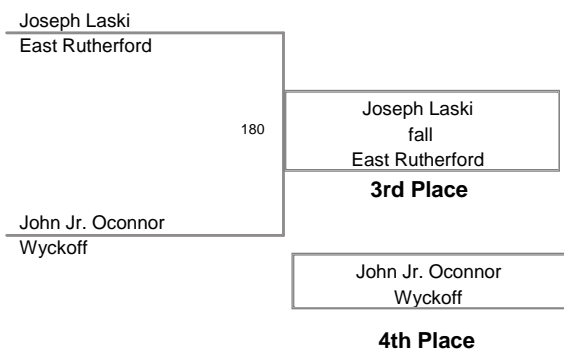 Joseph Laski
East Rutherford
180
Joseph Laski
fall
East Rutherford
3rd Place
John Jr. Oconnor
Wyckoff
John Jr. Oconnor
Wyckoff
4th Place